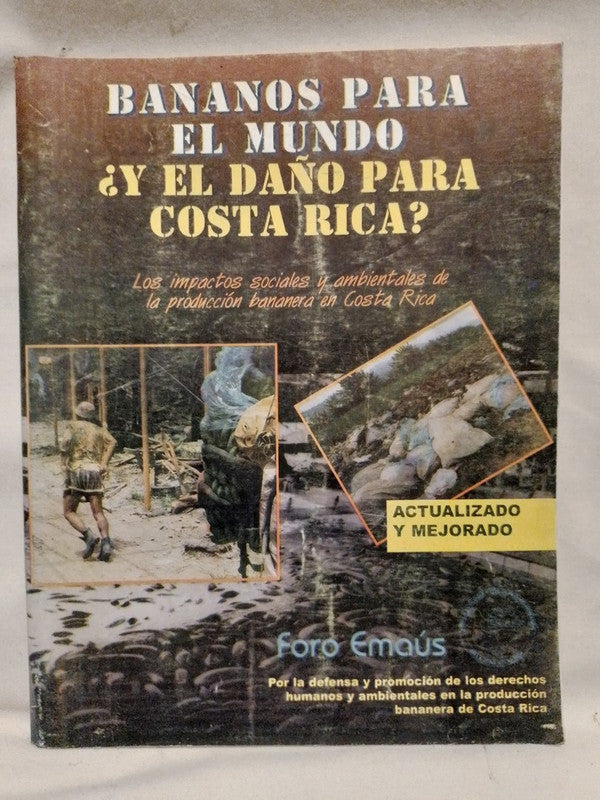 BANANOS PARA
EL MUNDO
¿Y EL DAÑO PARA
COSTA RICA?
Los impactos sociales y ambientales de
la producción bananera en Costa Rica
ACTUALIZADO
Y MEJORADO
Foro Emaús
Por la defensa y promoción de los derechos
humanos y ambientales en la producción
bananera de Costa Rica